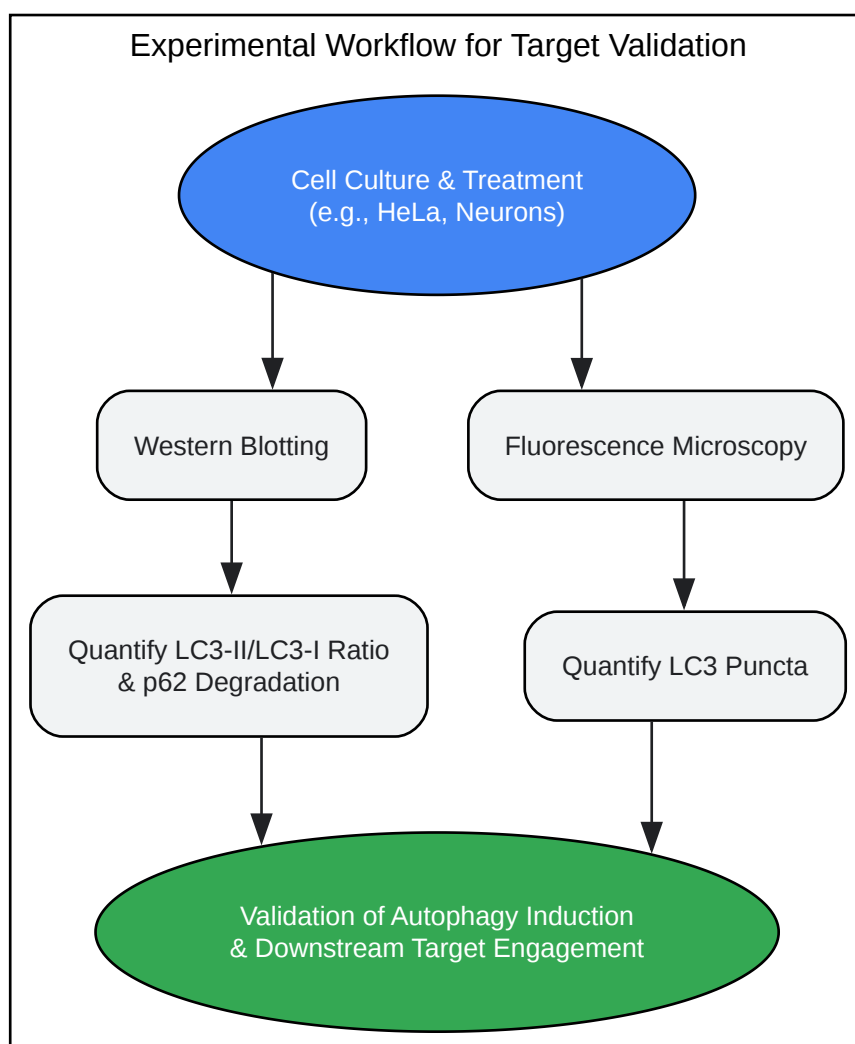 Experimental Workflow for Target Validation
Cell Culture & Treatment
(e.g., HeLa, Neurons)
Western Blotting
Fluorescence Microscopy
Quantify LC3-II/LC3-I Ratio
& p62 Degradation
Quantify LC3 Puncta
Validation of Autophagy Induction
& Downstream Target Engagement